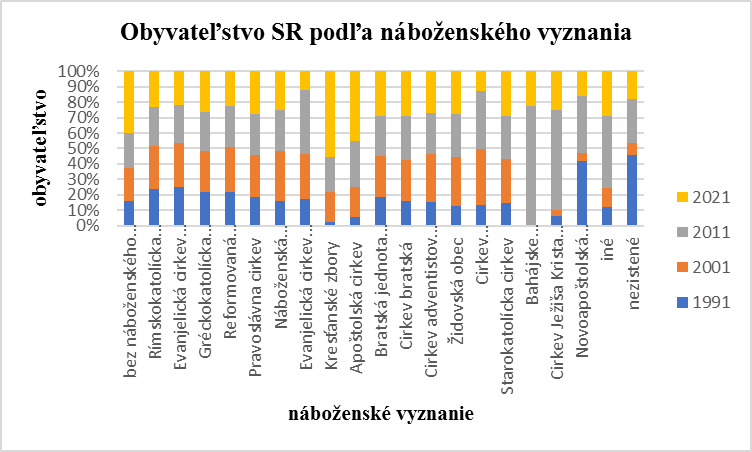 Obyvateľstvo SR podľa náboženského vyznania
100%
90%
80%
70%
60%
50%
40%
30%
20%
10%
0%
obyvateľstvo
bez náboženského…
Rímskokatolícka…
Evanjelická cirkev…
Gréckokatolícka…
Reformovaná…
Pravoslávna cirkev
Náboženská…
Evanjelická cirkev…
Kresťanské zbory
Apoštolská cirkev
Bratská jednota…
Cirkev bratská
Cirkev adventistov…
Židovská obec
Cirkev…
Starokatolícka cirkev
Bahájske…
Cirkev Ježiša Krista…
Novoapoštolská…
iné
nezistené
náboženské vyznanie
2021
2011
2001
1991